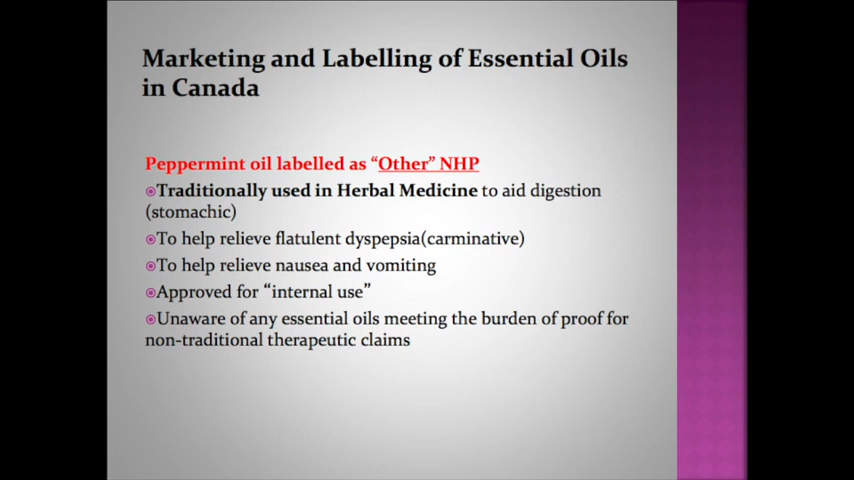 Marketing and Labelling of Essential Oils
in Canada
Peppermint oil labelled as “Other” NHP
Traditionally used in Herbal Medicine to aid digestion
(stomachic)
To help relieve flatulent dyspepsia(carminative)
To help relieve nausea and vomiting
Approved for “internal use”
Unaware of any essential oils meeting the burden of proof for
non-traditional therapeutic claims